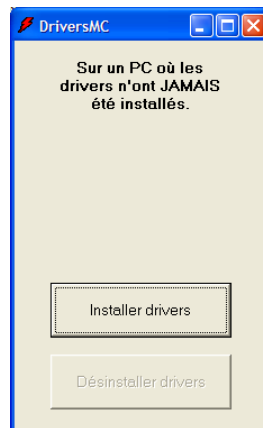 DriversMC
Sur un PC où les
drivers n'ont JAMAIS
été installés.
Installer drivers
Désinstaller drivers